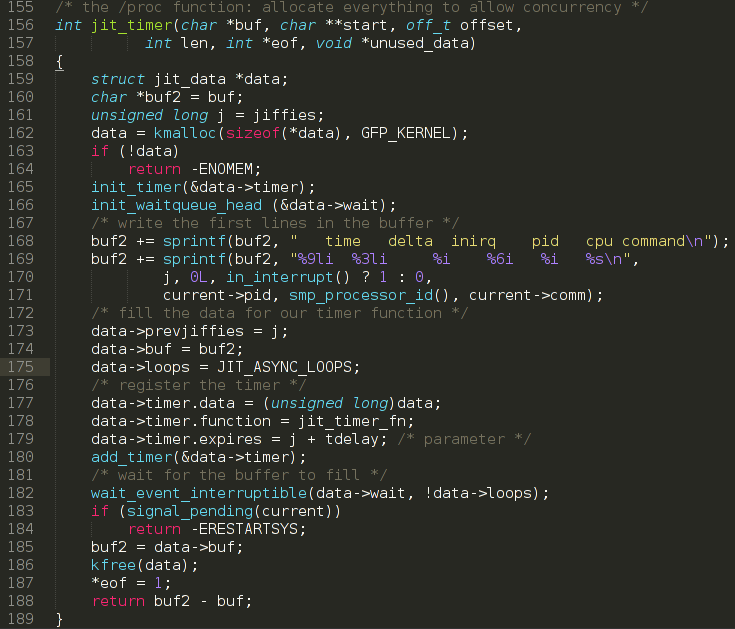 155 /* the /proc function: allocate everything to allow concurrency */
156 int jit_timer(char *buf, char **start, off_t offset,
157           int len, int *eof, void *unused_data)
158 {
159     struct jit_data *data;
160     char *buf2 = buf;
161     unsigned long j = jiffies;
162     data = kmalloc(sizeof(*data), GFP_KERNEL);
163     if (!data)
164         return -ENOMEM;
165     init_timer(&data->timer);
166     init_waitqueue_head (&data->wait);
167     /* write the first lines in the buffer */
168     buf2 += sprintf(buf2, "   time   delta  inirq    pid   cpu command\n");
169     buf2 += sprintf(buf2, "%9li  %3li     %i    %6i   %i   %s\n",
170             j, 0L, in_interrupt() ? 1 : 0,
171             current->pid, smp_processor_id(), current->comm);
172     /* fill the data for our timer function */
173     data->prevjiffies = j;
174     data->buf = buf2;
175     data->loops = JIT_ASYNC_LOOPS;
176     /* register the timer */
177     data->timer.data = (unsigned long)data;
178     data->timer.function = jit_timer_fn;
179     data->timer.expires = j + tdelay; /* parameter */
180     add_timer(&data->timer);
181     /* wait for the buffer to fill */
182     wait_event_interruptible(data->wait, !data->loops);
183     if (signal_pending(current))
184         return -ERESTARTSYS;
185     buf2 = data->buf;
186     kfree(data);
187     *eof = 1;
188     return buf2 - buf;
189 }